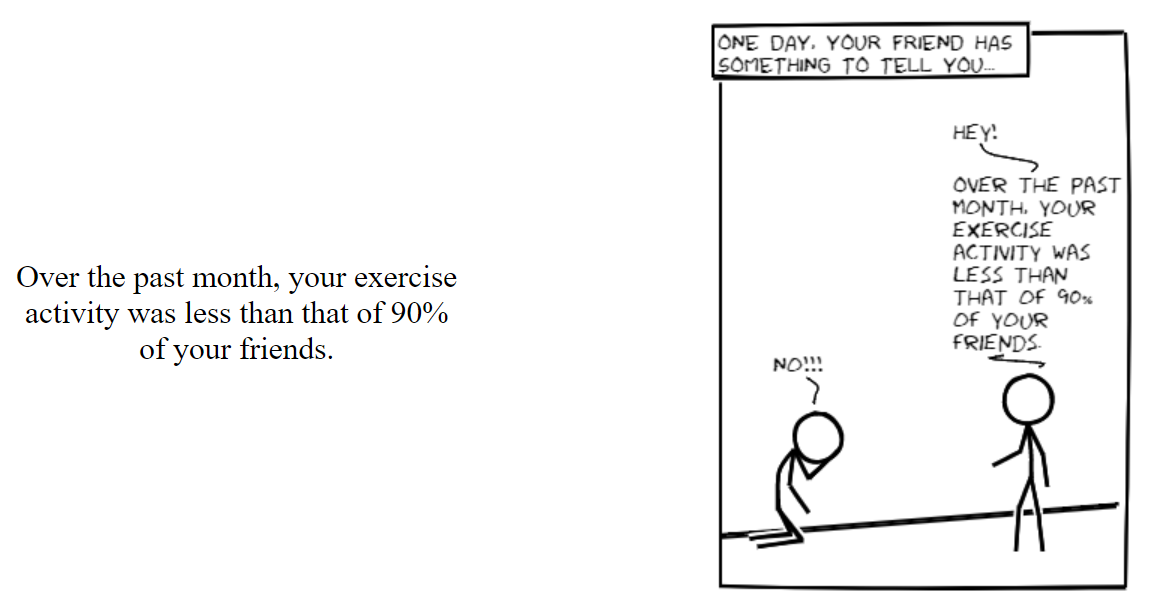 Over the past month, your exercise
activity was less than that of 90%
of your friends.
ONE DAY, YOUR FRIEND HAS
SOMETHING TO TELL YOU...
HEY!
OVER THE PAST
MONTH, YOUR
EXERCISE
ACTIVITY WAS
LESS THAN
THAT OF 90%
OF YOUR
FRIENDS.
NO!!!